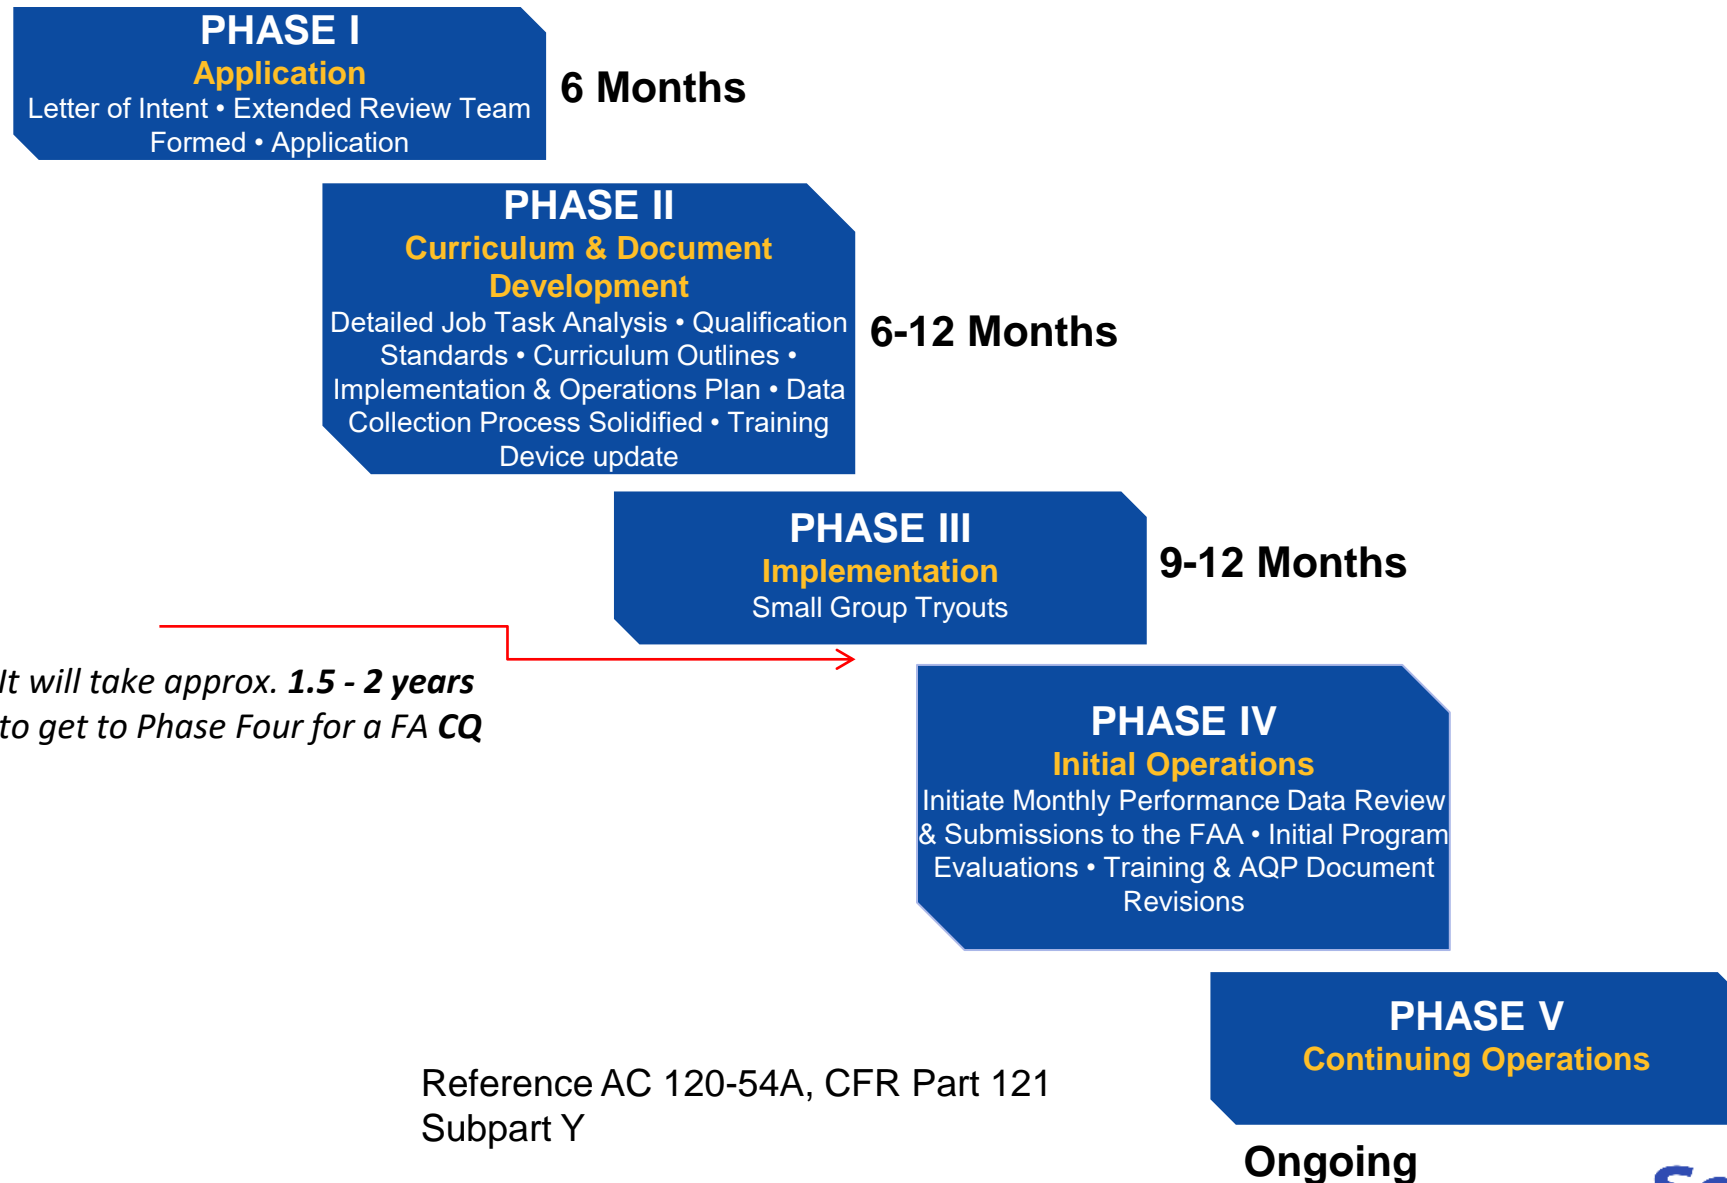 PHASE I
Application
Letter of Intent • Extended Review Team
Formed • Application
6 Months
PHASE II
Curriculum & Document
Development
Detailed Job Task Analysis • Qualification
Standards • Curriculum Outlines •
Implementation & Operations Plan • Data
Collection Process Solidified • Training
Device update
6-12 Months
PHASE III
Implementation
Small Group Tryouts
9-12 Months
It will take approx. 1.5 - 2 years
to get to Phase Four for a FA CQ
PHASE IV
Initial Operations
Initiate Monthly Performance Data Review
& Submissions to the FAA • Initial Program
Evaluations • Training & AQP Document
Revisions
PHASE V
Continuing Operations
Reference AC 120-54A, CFR Part 121
Subpart Y
Ongoing